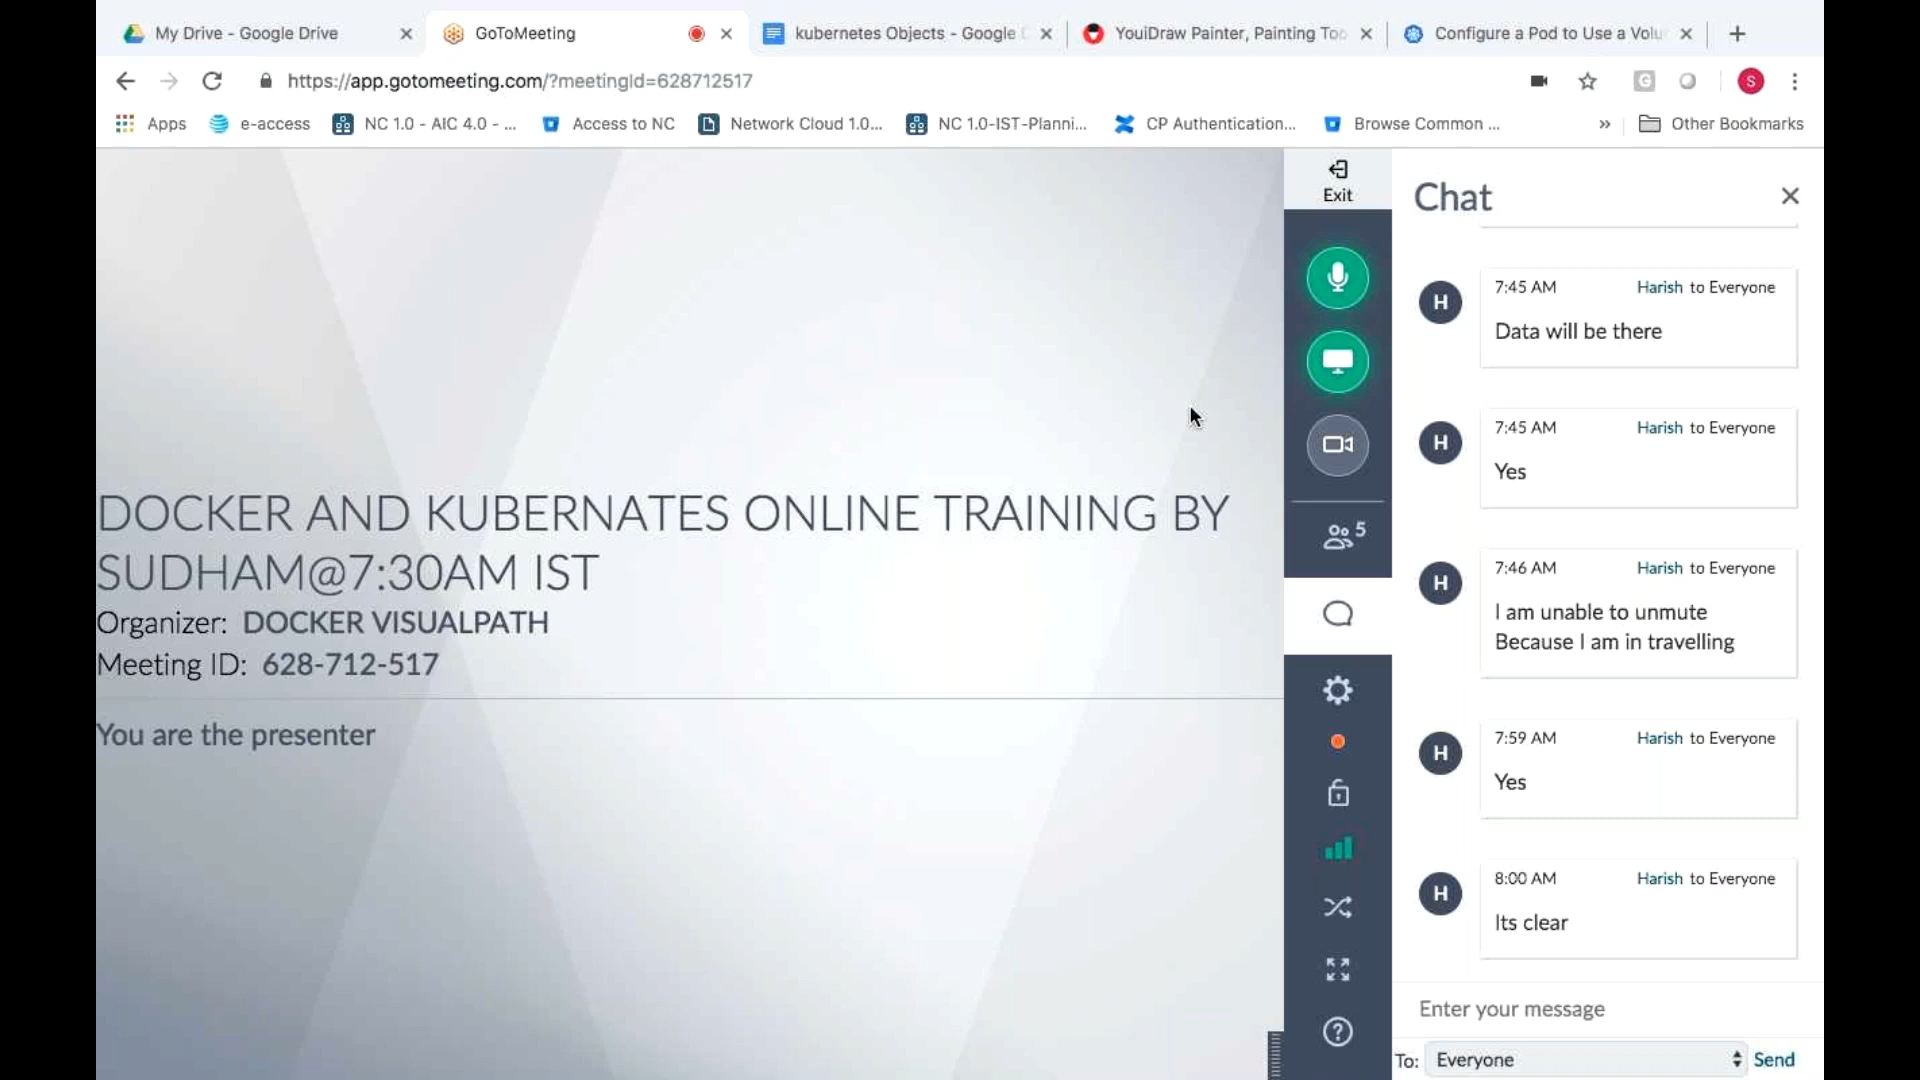 My Drive - Google Drive
GoToMeeting
kubernetes Objects - Google D
YouiDraw Painter, Painting Too
Configure a Pod to Use a Volu
https://app.gotomeeting.com/?meetingId=628712517
G
S
Apps
e-access
NC 1.0 - AIC 4.0 - ...
Access to NC
Network Cloud 1.0...
NC 1.0-IST-Planni...
CP Authentication...
Browse Common ...
»
Other Bookmarks
DOCKER AND KUBERNATES ONLINE TRAINING BY
SUDHAM@7:30AM IST
Organizer: DOCKER VISUALPATH
Meeting ID: 628-712-517
You are the presenter
Exit
5
Chat
H
7:45 AM Harish to Everyone
Data will be there
H
7:45 AM Harish to Everyone
Yes
H
7:46 AM Harish to Everyone
I am unable to unmute
Because I am in travelling
H
7:59 AM Harish to Everyone
Yes
H
8:00 AM Harish to Everyone
Its clear
Enter your message
To: Everyone Send